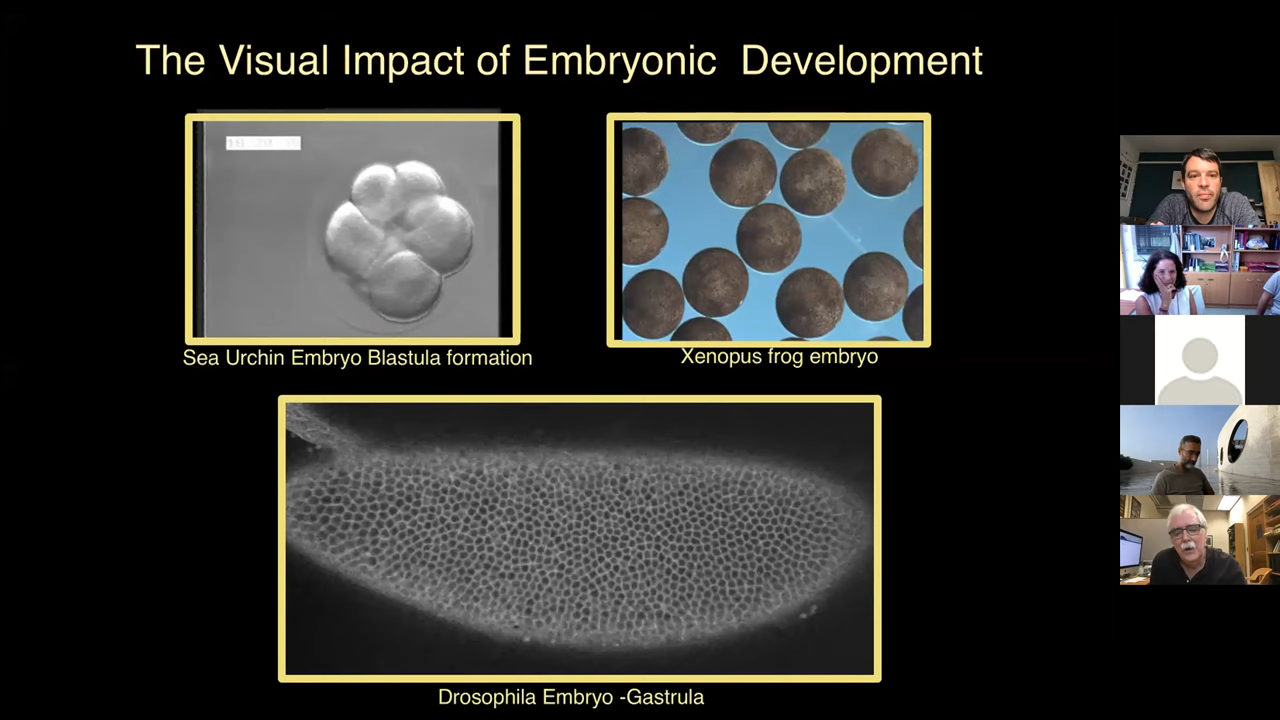 The Visual Impact of Embryonic Development
Sea Urchin Embryo Blastula formation
Xenopus frog embryo
Drosophila Embryo -Gastrula